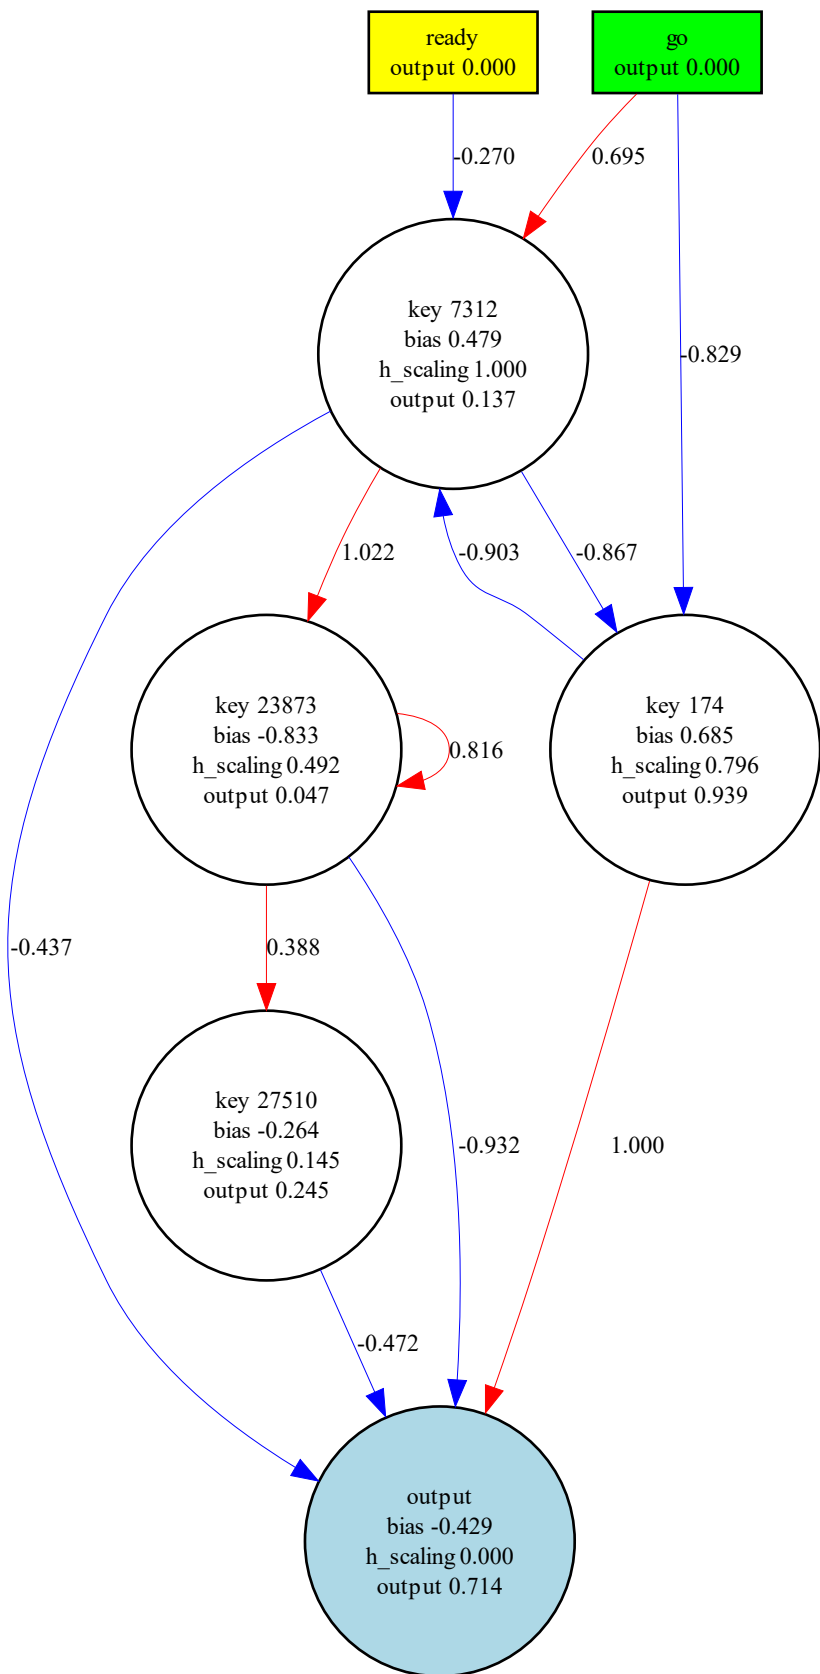 ready
output 0.000
go
output 0.000
-0.270
0.695
key 7312
bias 0.479
h_scaling 1.000
output 0.137
-0.829
1.022
-0.903
-0.867
key 23873
bias -0.833
h_scaling 0.492
output 0.047
0.816
key 174
bias 0.685
h_scaling 0.796
output 0.939
-0.437
0.388
key 27510
bias -0.264
h_scaling 0.145
output 0.245
-0.932
1.000
-0.472
output
bias -0.429
h_scaling 0.000
output 0.714